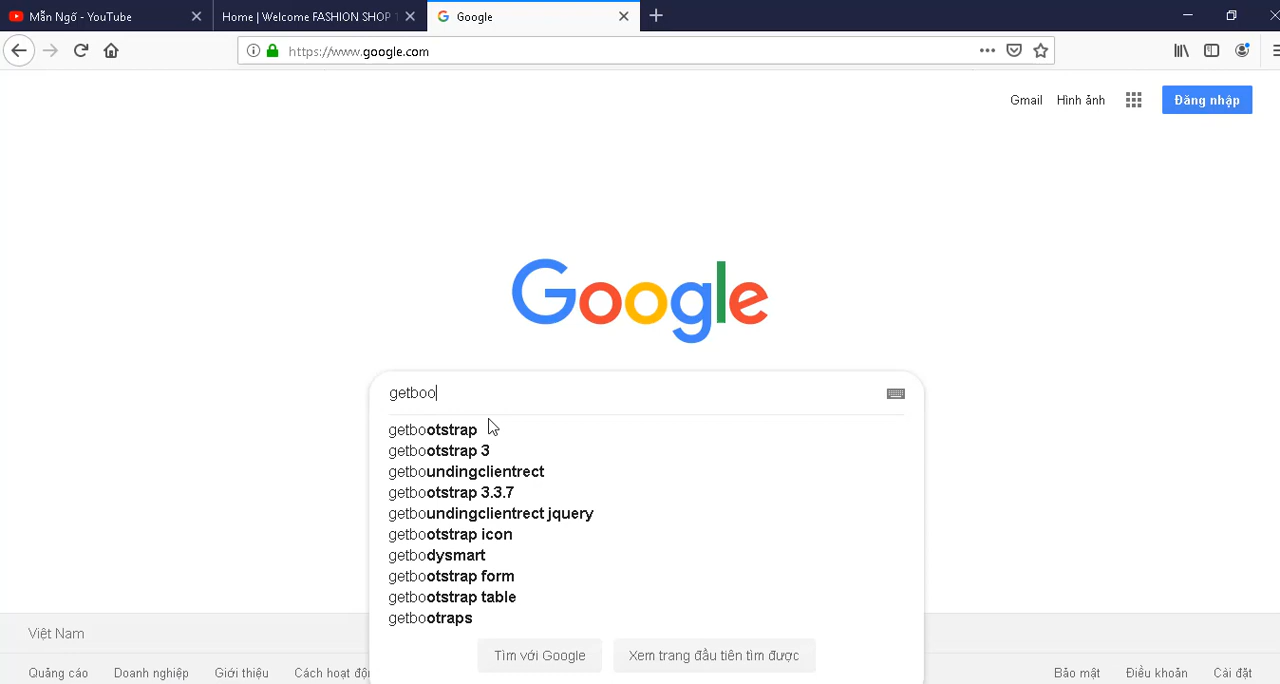 Mẫn Ngố - YouTube
Home | Welcome FASHION SHOP
Google
https://www.google.com
Gmail Hình ảnh Đăng nhập
Google
getboo
getbootstrap
getbootstrap 3
getboundingclientrect
getbootstrap 3.3.7
getboundingclientrect jquery
getbootstrap icon
getbodysmart
getbootstrap form
getbootstrap table
getbootraps
Tìm với Google Xem trang đầu tiên tìm được
Việt Nam
Quảng cáo Doanh nghiệp Giới thiệu Cách hoạt Bảo mật Điều khoản Cài đặt